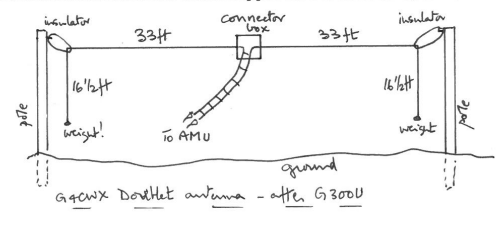 insulator
connector
box
insulator
33ft
33ft
16½ft
16½ft
pole
weight!
To AMU
weight
pole
ground
G4CWX Doublet antenna - after G3OOU